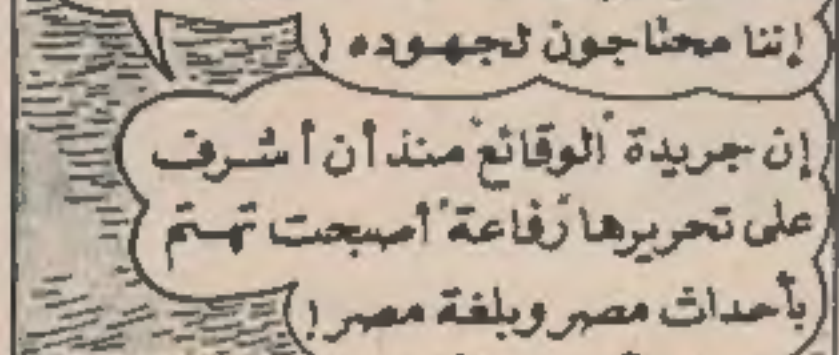 إننا محتاجون لجهوده !
إن جريدة "الوقائع" منذ أن أشرف
على تحريرها "رفاعة" أصبحت تهتم
بأحداث مصر وبلغة مصر !